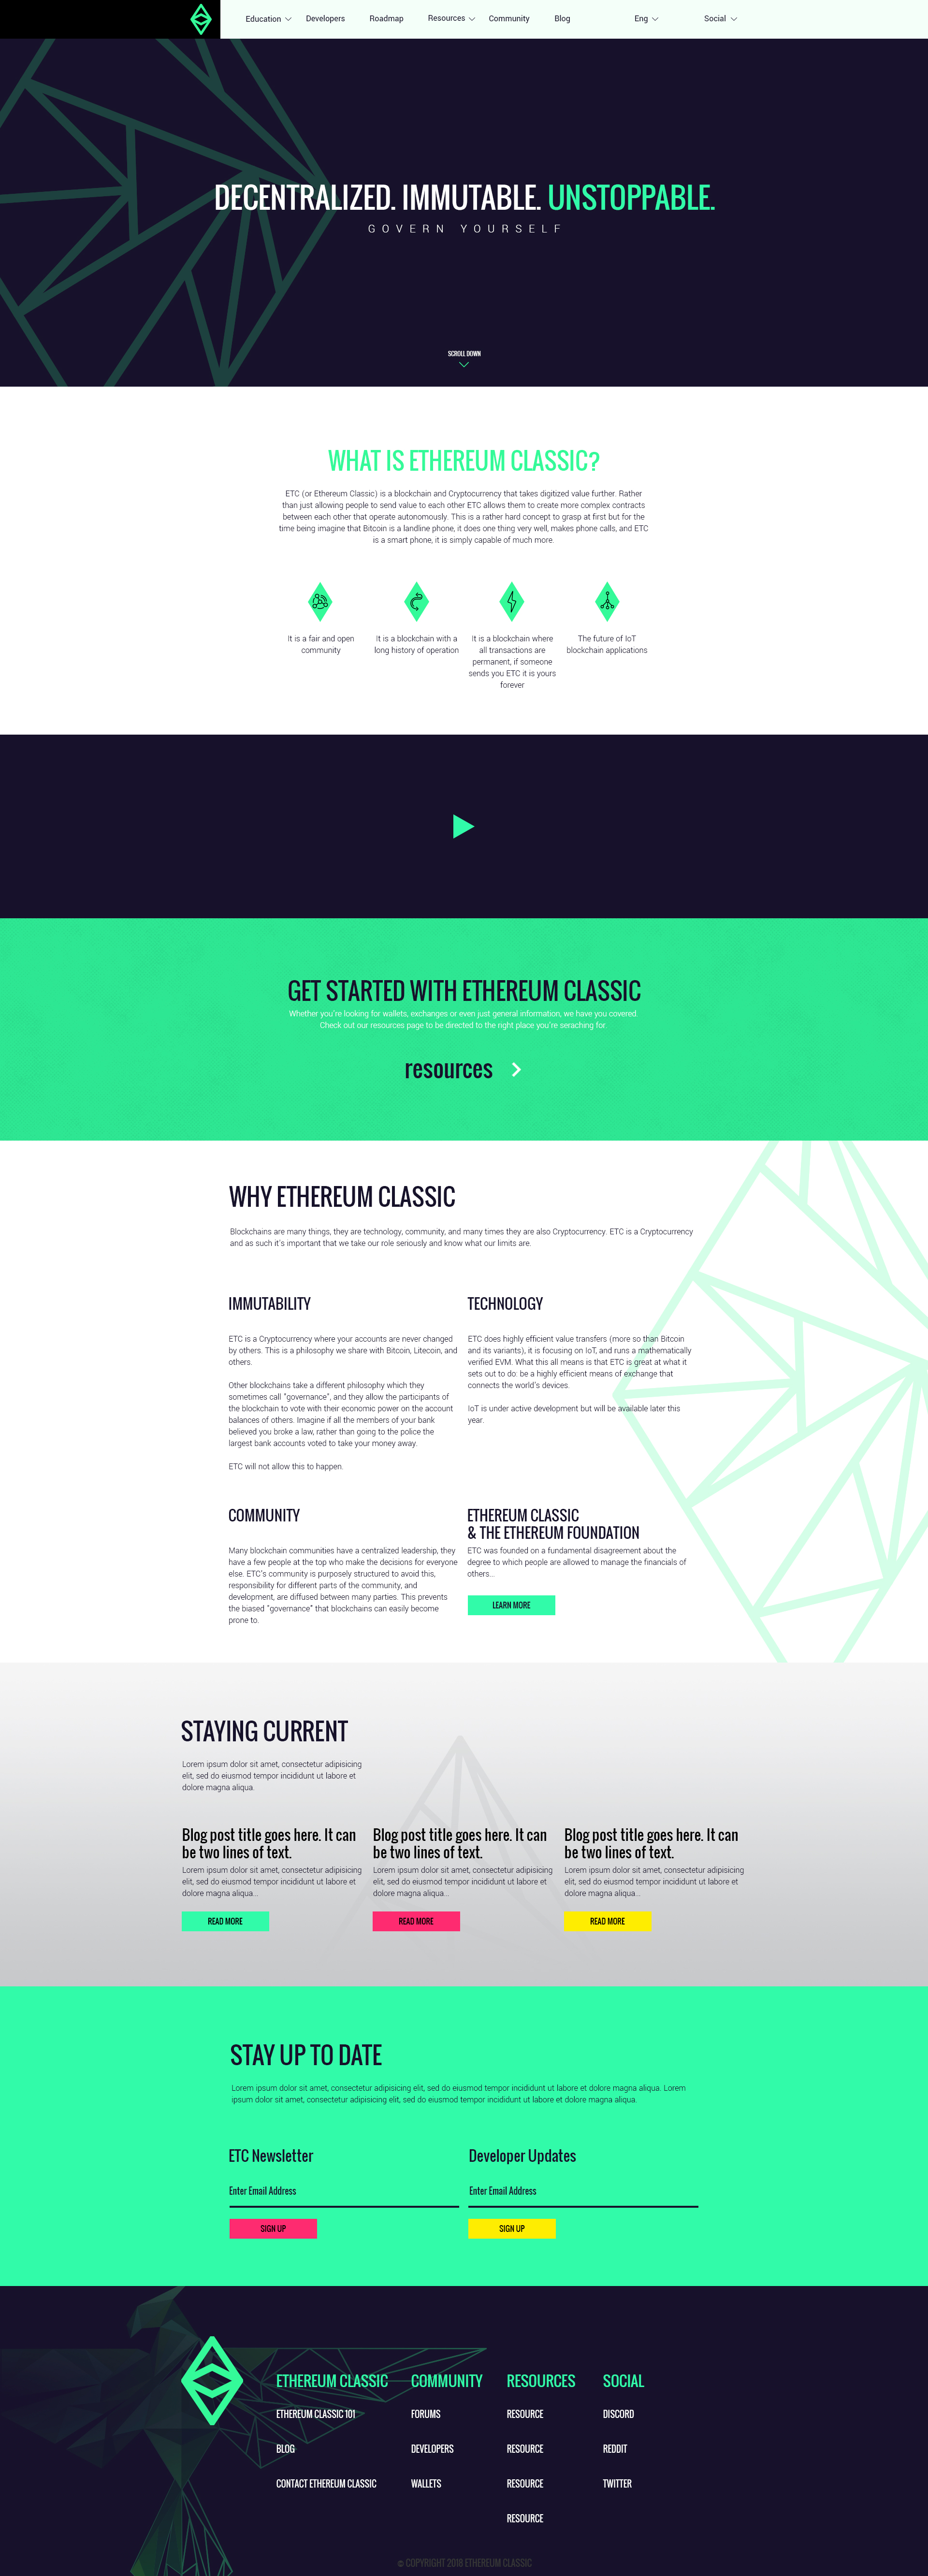 Education
Developers
Roadmap
Resources
Community
Blog
Eng
Social
DECENTRALIZED. IMMUTABLE. UNSTOPPABLE.
GOVERN YOURSELF
SCROLL DOWN
WHAT IS ETHEREUM CLASSIC?
ETC (or Ethereum Classic) is a blockchain and Cryptocurrency that takes digitized value further. Rather
than just allowing people to send value to each other ETC allows them to create more complex contracts
between each other that operate autonomously. This is a rather hard concept to grasp at first but for the
time being imagine that Bitcoin is a landline phone, it does one thing very well, makes phone calls, and ETC
is a smart phone, it is simply capable of much more.
It is a fair and open
community
It is a blockchain with a
long history of operation
It is a blockchain where
all transactions are
permanent, if someone
sends you ETC it is yours
forever
The future of IoT
blockchain applications
GET STARTED WITH ETHEREUM CLASSIC
Whether you're looking for wallets, exchanges or even just general information, we have you covered.
Check out our resources page to be directed to the right place you're seraching for.
resources
WHY ETHEREUM CLASSIC
Blockchains are many things, they are technology, community, and many times they are also Cryptocurrency. ETC is a Cryptocurrency
and as such it's important that we take our role seriously and know what our limits are.
IMMUTABILITY
ETC is a Cryptocurrency where your accounts are never changed
by others. This is a philosophy we share with Bitcoin, Litecoin, and
others.
Other blockchains take a different philosophy which they
sometimes call "governance", and they allow the participants of
the blockchain to vote with their economic power on the account
balances of others. Imagine if all the members of your bank
believed you broke a law, rather than going to the police the
largest bank accounts voted to take your money away.
ETC will not allow this to happen.
TECHNOLOGY
ETC does highly efficient value transfers (more so than Bitcoin
and its variants), it is focusing on IoT, and runs a mathematically
verified EVM. What this all means is that ETC is great at what it
sets out to do: be a highly efficient means of exchange that
connects the world's devices.
IoT is under active development but will be available later this
year.
COMMUNITY
Many blockchain communities have a centralized leadership, they
have a few people at the top who make the decisions for everyone
else. ETC's community is purposely structured to avoid this,
responsibility for different parts of the community, and
development, are diffused between many parties. This prevents
the biased "governance" that blockchains can easily become
prone to.
ETHEREUM CLASSIC
& THE ETHEREUM FOUNDATION
ETC was founded on a fundamental disagreement about the
degree to which people are allowed to manage the financials of
others...
LEARN MORE
STAYING CURRENT
Lorem ipsum dolor sit amet, consectetur adipisicing
elit, sed do eiusmod tempor incididunt ut labore et
dolore magna aliqua.
Blog post title goes here. It can
be two lines of text.
Lorem ipsum dolor sit amet, consectetur adipisicing
elit, sed do eiusmod tempor incididunt ut labore et
dolore magna aliqua...
READ MORE
Blog post title goes here. It can
be two lines of text.
Lorem ipsum dolor sit amet, consectetur adipisicing
elit, sed do eiusmod tempor incididunt ut labore et
dolore magna aliqua...
READ MORE
Blog post title goes here. It can
be two lines of text.
Lorem ipsum dolor sit amet, consectetur adipisicing
elit, sed do eiusmod tempor incididunt ut labore et
dolore magna aliqua...
READ MORE
STAY UP TO DATE
Lorem ipsum dolor sit amet, consectetur adipisicing elit, sed do eiusmod tempor incididunt ut labore et dolore magna aliqua. Lorem
ipsum dolor sit amet, consectetur adipisicing elit, sed do eiusmod tempor incididunt ut labore et dolore magna aliqua.
ETC Newsletter
Enter Email Address
SIGN UP
Developer Updates
Enter Email Address
SIGN UP
ETHEREUM CLASSIC
ETHEREUM CLASSIC 101
BLOG
CONTACT ETHEREUM CLASSIC
COMMUNITY
FORUMS
DEVELOPERS
WALLETS
RESOURCES
RESOURCE
RESOURCE
RESOURCE
RESOURCE
SOCIAL
DISCORD
REDDIT
TWITTER
© COPYRIGHT 2018 ETHEREUM CLASSIC